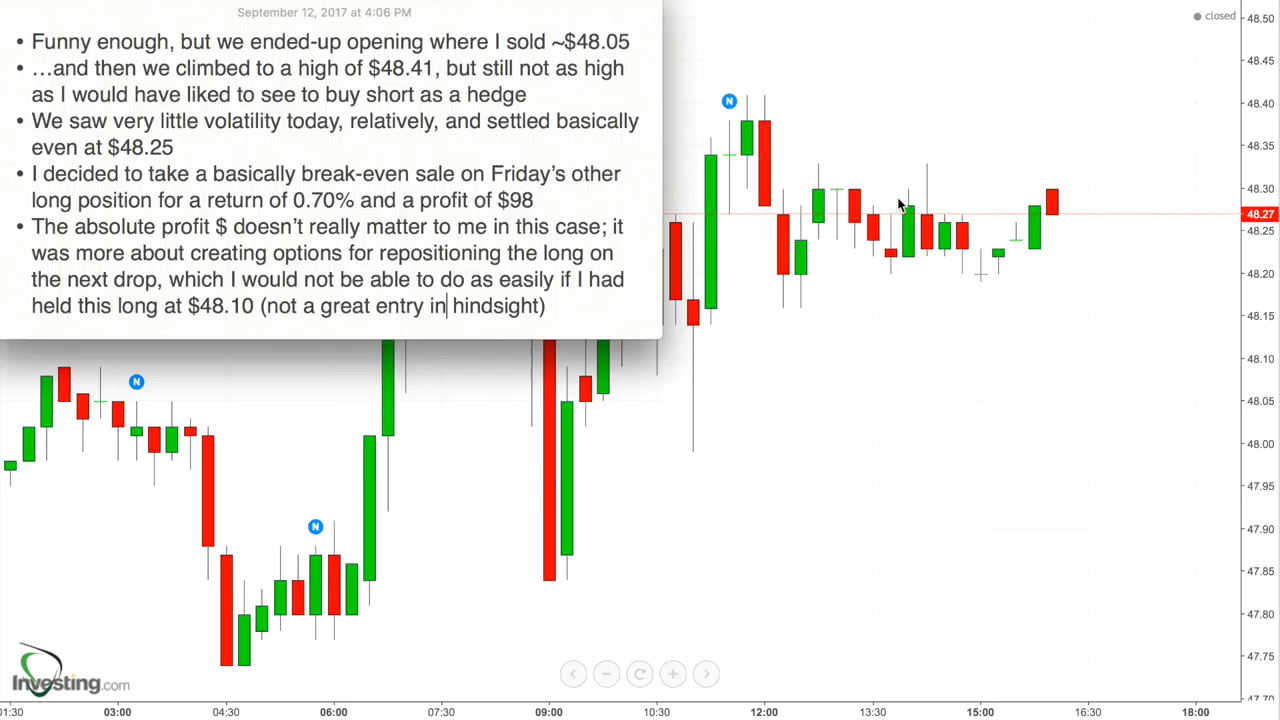 September 12, 2017 at 4:06 PM
• Funny enough, but we ended-up opening where I sold ~$48.05
• …and then we climbed to a high of $48.41, but still not as high
as I would have liked to see to buy short as a hedge
• We saw very little volatility today, relatively, and settled basically
even at $48.25
• I decided to take a basically break-even sale on Friday's other
long position for a return of 0.70% and a profit of $98
• The absolute profit $ doesn't really matter to me in this case; it
was more about creating options for repositioning the long on
the next drop, which I would not be able to do as easily if I had
held this long at $48.10 (not a great entry in hindsight)
closed
48.50
48.45
48.40
48.35
48.30
48.27
48.25
48.20
48.15
48.10
48.05
48.00
47.95
47.90
47.85
47.80
47.75
47.70
N
N
N
Investing.com
01:30 03:00 04:30 06:00 07:30 09:00 10:30 12:00 13:30 15:00 16:30 18:00